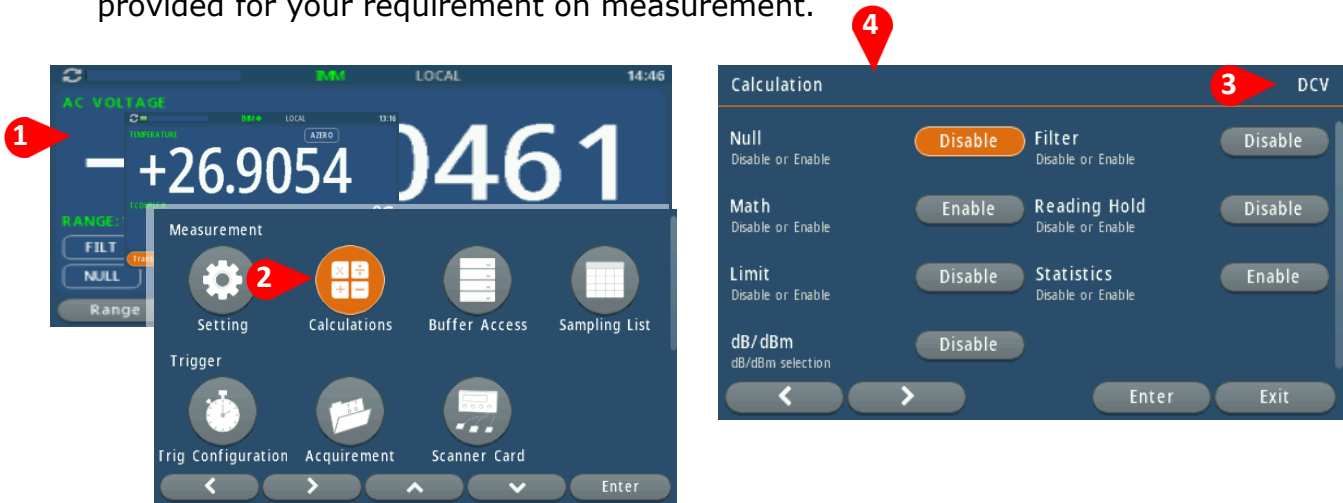 provided for your requirement on measurement.
4
IMM LOCAL 14:46
AC VOLTAGE
1
IMM LOCAL 13:16
TEMPERATURE AZERO
+26.9054
0461
RANGE:
FILT
NULL
Range
Measurement
2
Setting Calculations Buffer Access Sampling List
Trigger
Trig Configuration Acquirement Scanner Card
Enter
Calculation 3 DCV
Null Disable Filter Disable
Disable or Enable Disable or Enable
Math Enable Reading Hold Disable
Disable or Enable Disable or Enable
Limit Disable Statistics Enable
Disable or Enable Disable or Enable
dB/dBm Disable
dB/dBm selection
Enter Exit